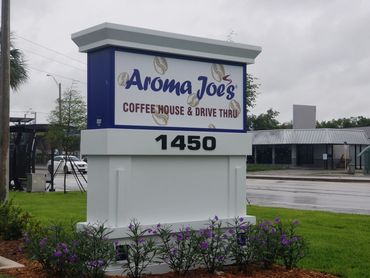 Aroma Joe's
COFFEE HOUSE & DRIVE THRU
1450